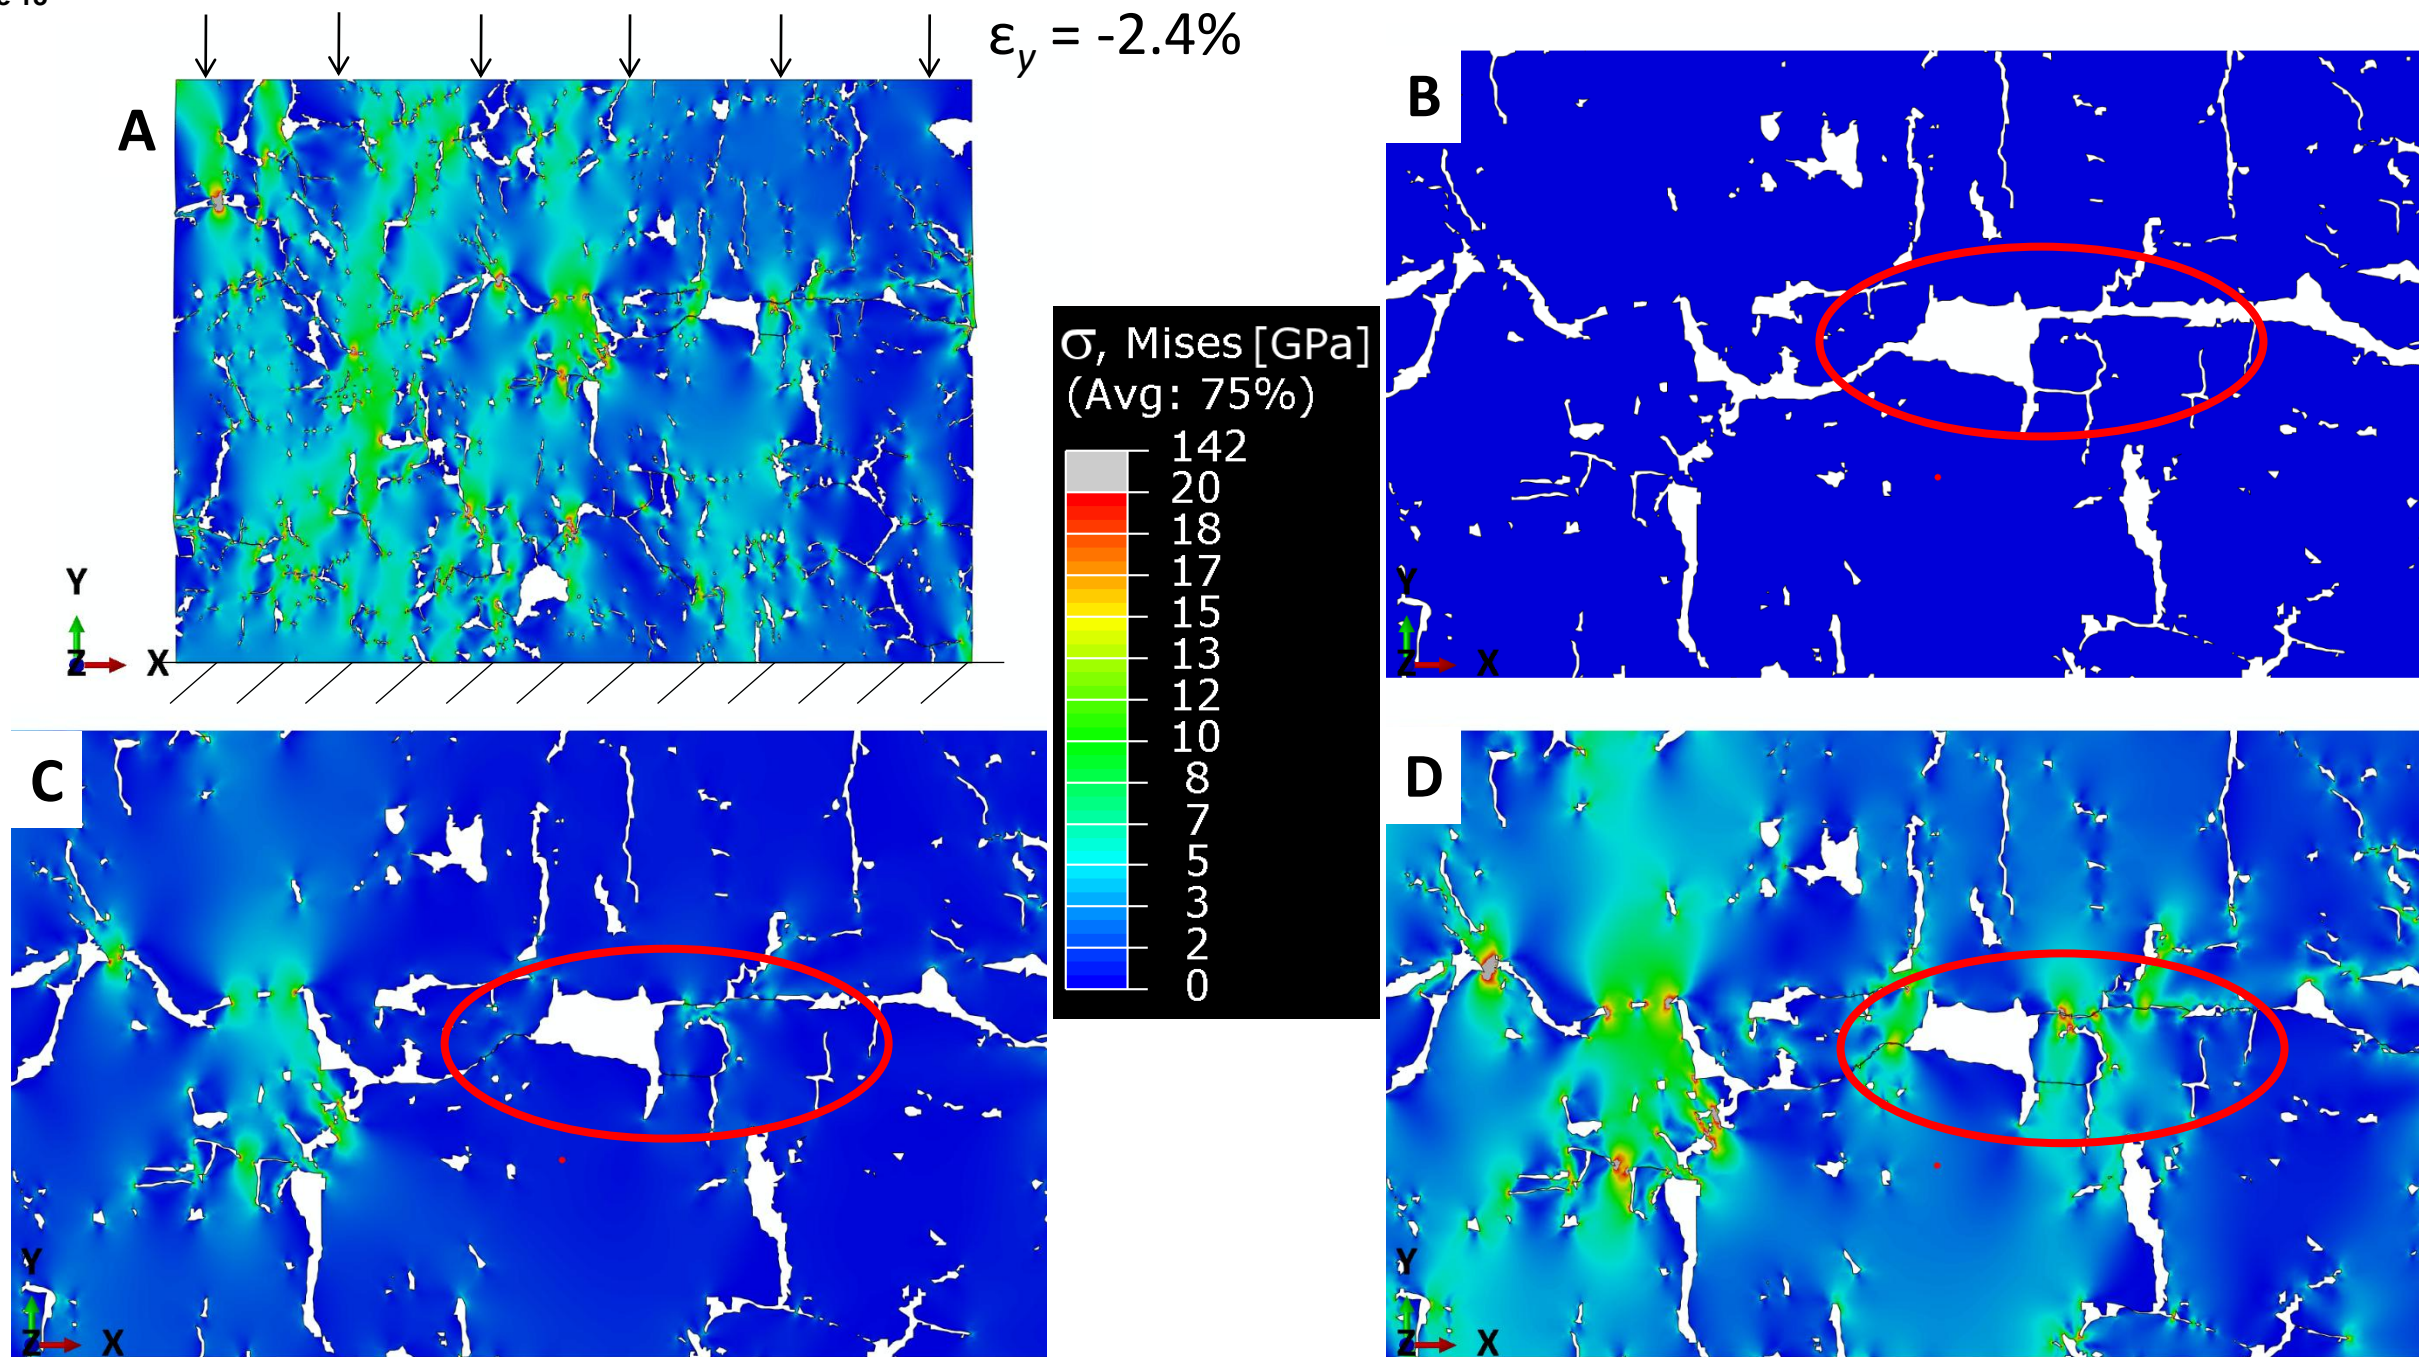 εy = -2.4%
A
B
Y
Z X
σ, Mises [GPa]
(Avg: 75%)
142
20
18
17
15
13
12
10
8
7
5
3
2
0
Y
Z X
C
D
Y
Z X
Y
Z X